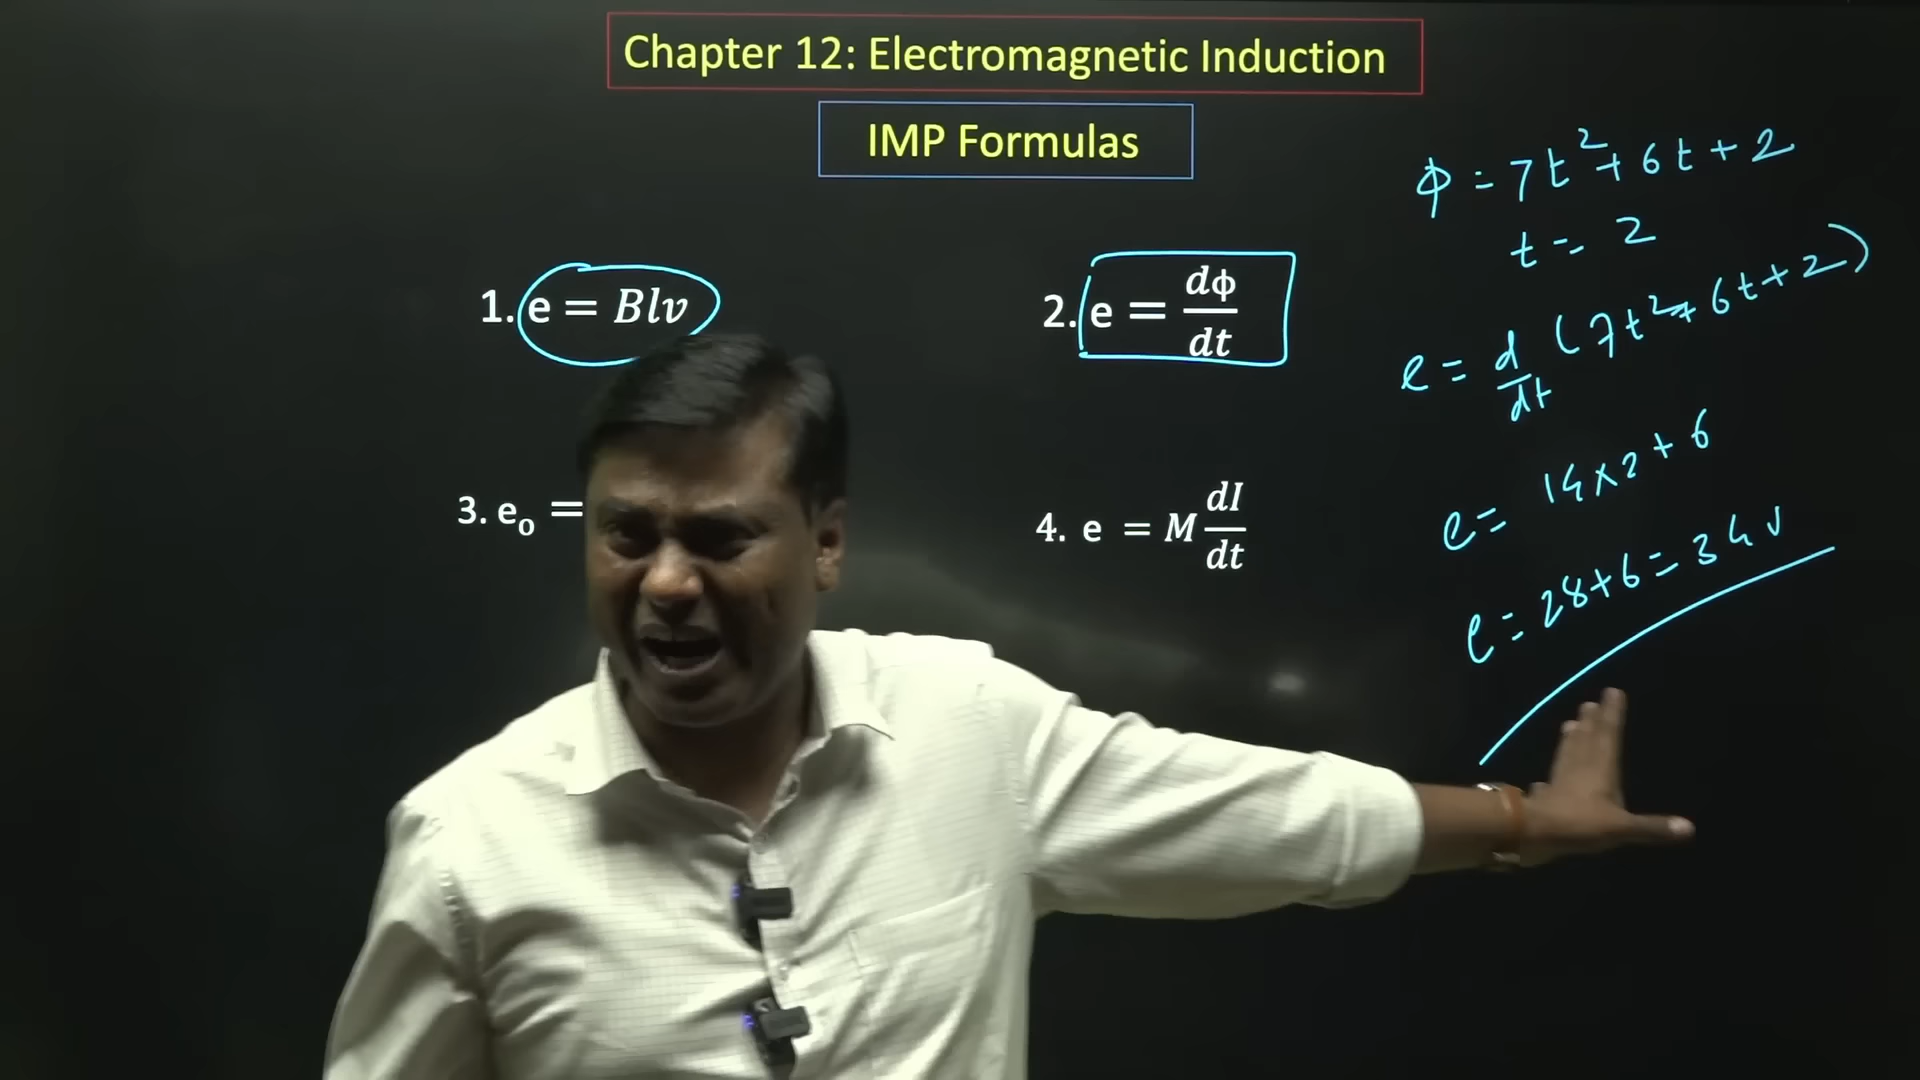 Chapter 12: Electromagnetic Induction
IMP Formulas
1. e = Blv
2. e = dϕ/dt
3. e₀ =
4. e = M dI/dt
ϕ = 7t² + 6t + 2
t = 2
e = d/dt (7t² + 6t + 2)
e = 14 × 2 + 6
e = 28 + 6 = 34 V